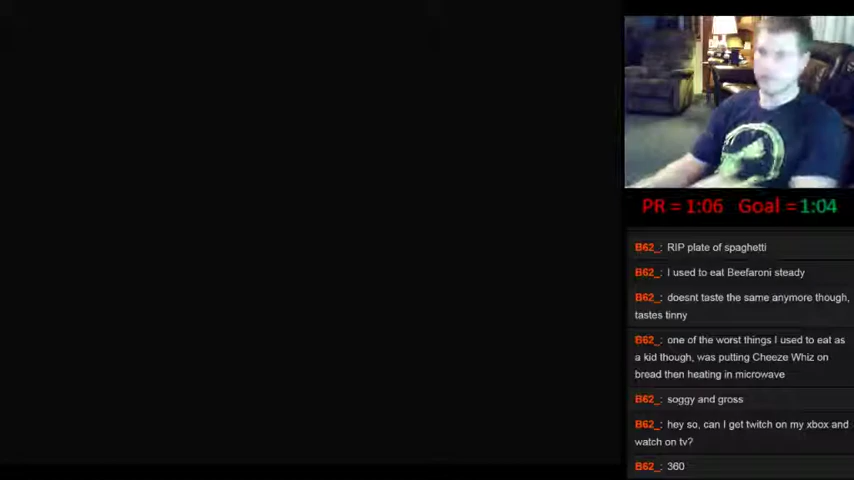 PR = 1:06 Goal = 1:04
B62_: RIP plate of spaghetti
B62_: I used to eat Beefaroni steady
B62_: doesnt taste the same anymore though,
tastes tinny
B62_: one of the worst things I used to eat as
a kid though, was putting Cheeze Whiz on
bread then heating in microwave
B62_: soggy and gross
B62_: hey so, can I get twitch on my xbox and
watch on tv?
B62_: 360